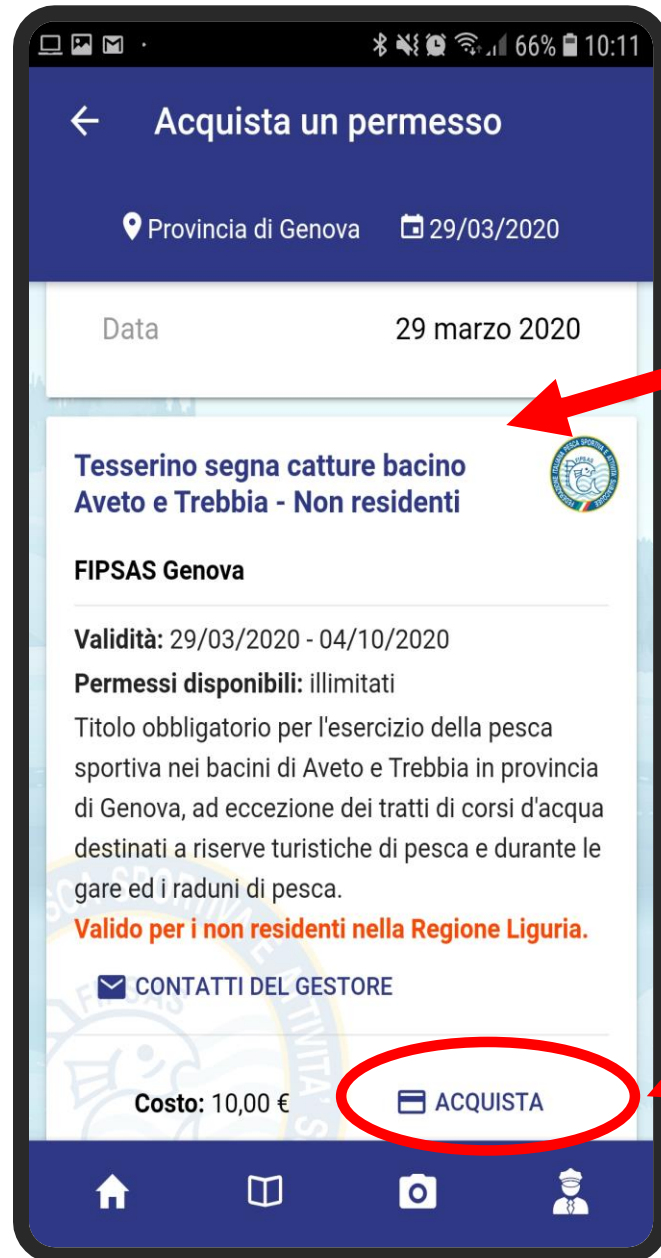 66% 10:11
Acquista un permesso
Provincia di Genova 29/03/2020
Data 29 marzo 2020
Tesserino segna catture bacino
Aveto e Trebbia - Non residenti
FIPSAS Genova
Validità: 29/03/2020 - 04/10/2020
Permessi disponibili: illimitati
Titolo obbligatorio per l'esercizio della pesca
sportiva nei bacini di Aveto e Trebbia in provincia
di Genova, ad eccezione dei tratti di corsi d'acqua
destinati a riserve turistiche di pesca e durante le
gare ed i raduni di pesca.
Valido per i non residenti nella Regione Liguria.
CONTATTI DEL GESTORE
Costo: 10,00 € ACQUISTA